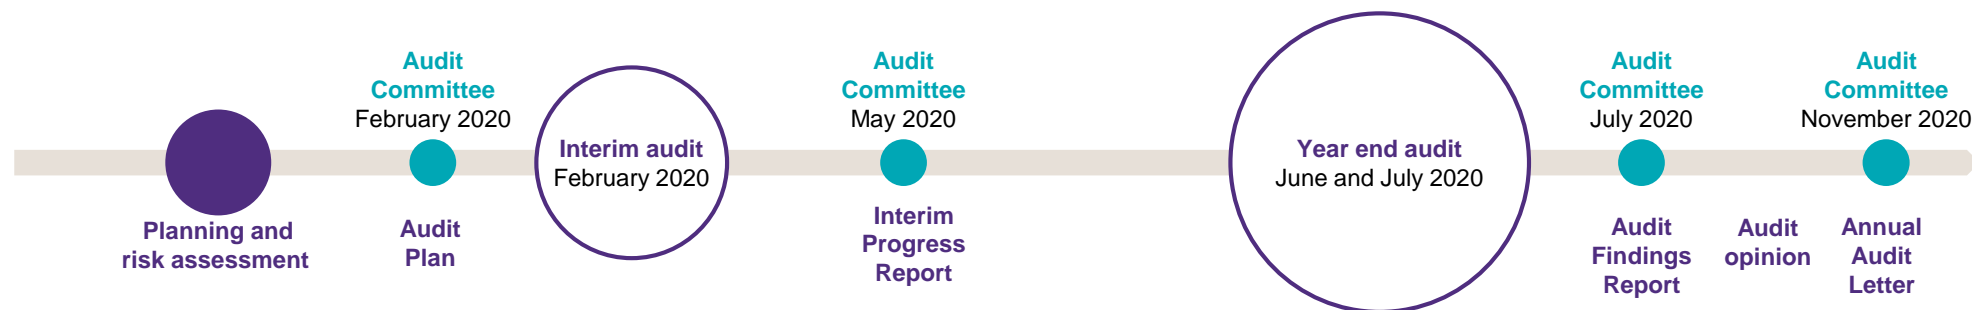 Planning and
risk assessment
Audit
Committee
February 2020
Audit
Plan
Interim audit
February 2020
Audit
Committee
May 2020
Interim
Progress
Report
Year end audit
June and July 2020
Audit
Committee
July 2020
Audit
Findings
Report
Audit
opinion
Audit
Committee
November 2020
Annual
Audit
Letter